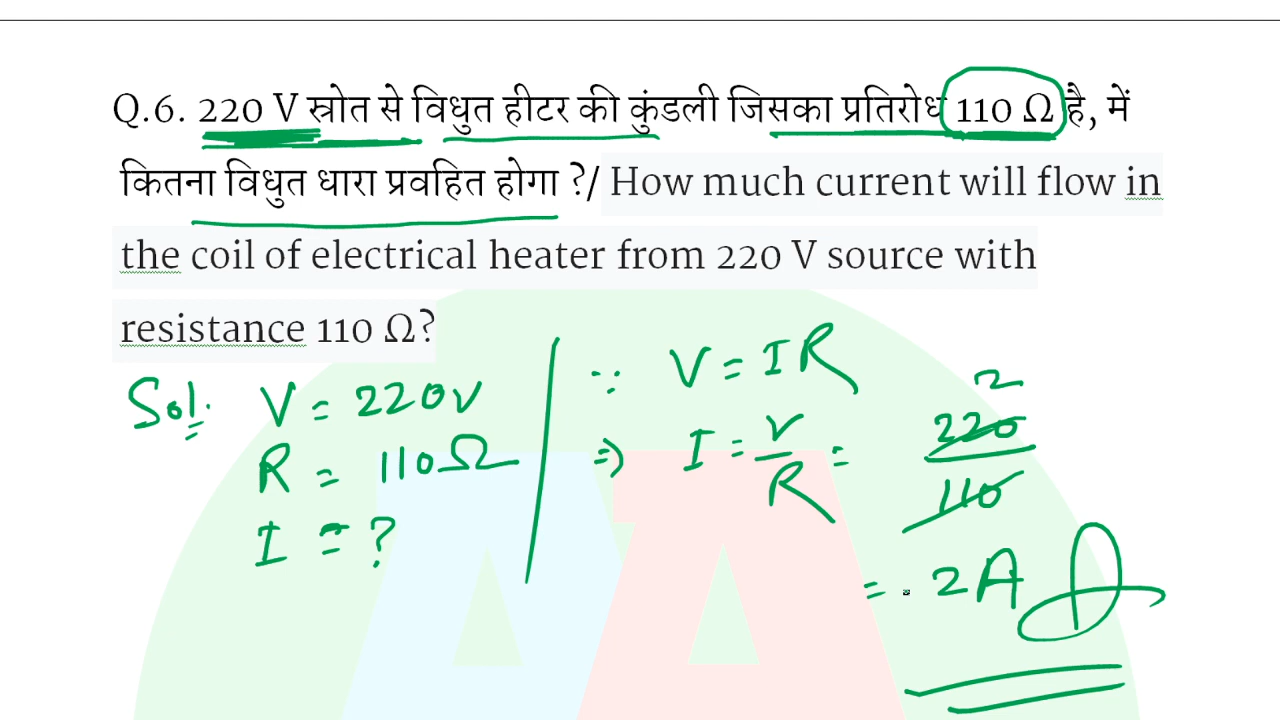 Q.6. 220 V स्त्रोत से विधुत हीटर की कुंडली जिसका प्रतिरोध 110 Ω है, में
कितना विधुत धारा प्रवहित होगा ?/ How much current will flow in
the coil of electrical heater from 220 V source with
resistance 110 Ω?
Sol. V = 220V
R = 110Ω
I = ?
∵ V = IR
⇒ I = V/R = 220/110
2
= 2A